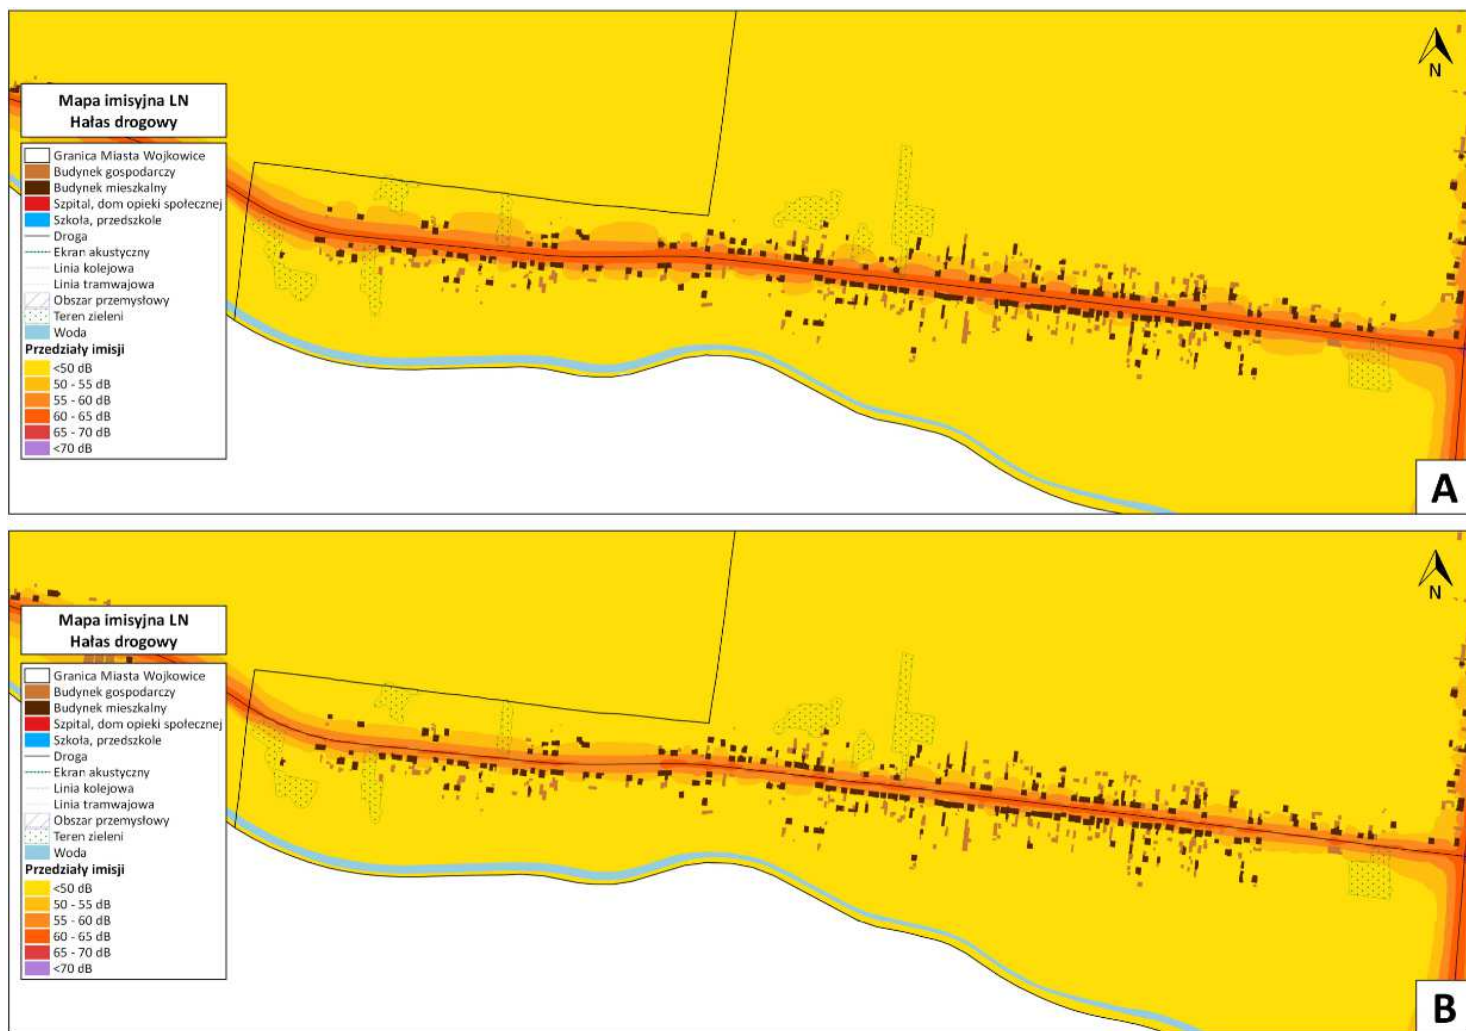 N
Mapa imisyjna LN
Hałas drogowy
Granica Miasta Wojkowice
Budynek gospodarczy
Budynek mieszkalny
Szpital, dom opieki społecznej
Szkoła, przedszkole
Droga
Ekran akustyczny
Linia kolejowa
Linia tramwajowa
Obszar przemysłowy
Teren zieleni
Woda
Przedziały imisji
<50 dB
50 - 55 dB
55 - 60 dB
60 - 65 dB
65 - 70 dB
<70 dB
A
N
Mapa imisyjna LN
Hałas drogowy
Granica Miasta Wojkowice
Budynek gospodarczy
Budynek mieszkalny
Szpital, dom opieki społecznej
Szkoła, przedszkole
Droga
Ekran akustyczny
Linia kolejowa
Linia tramwajowa
Obszar przemysłowy
Teren zieleni
Woda
Przedziały imisji
<50 dB
50 - 55 dB
55 - 60 dB
60 - 65 dB
65 - 70 dB
<70 dB
B